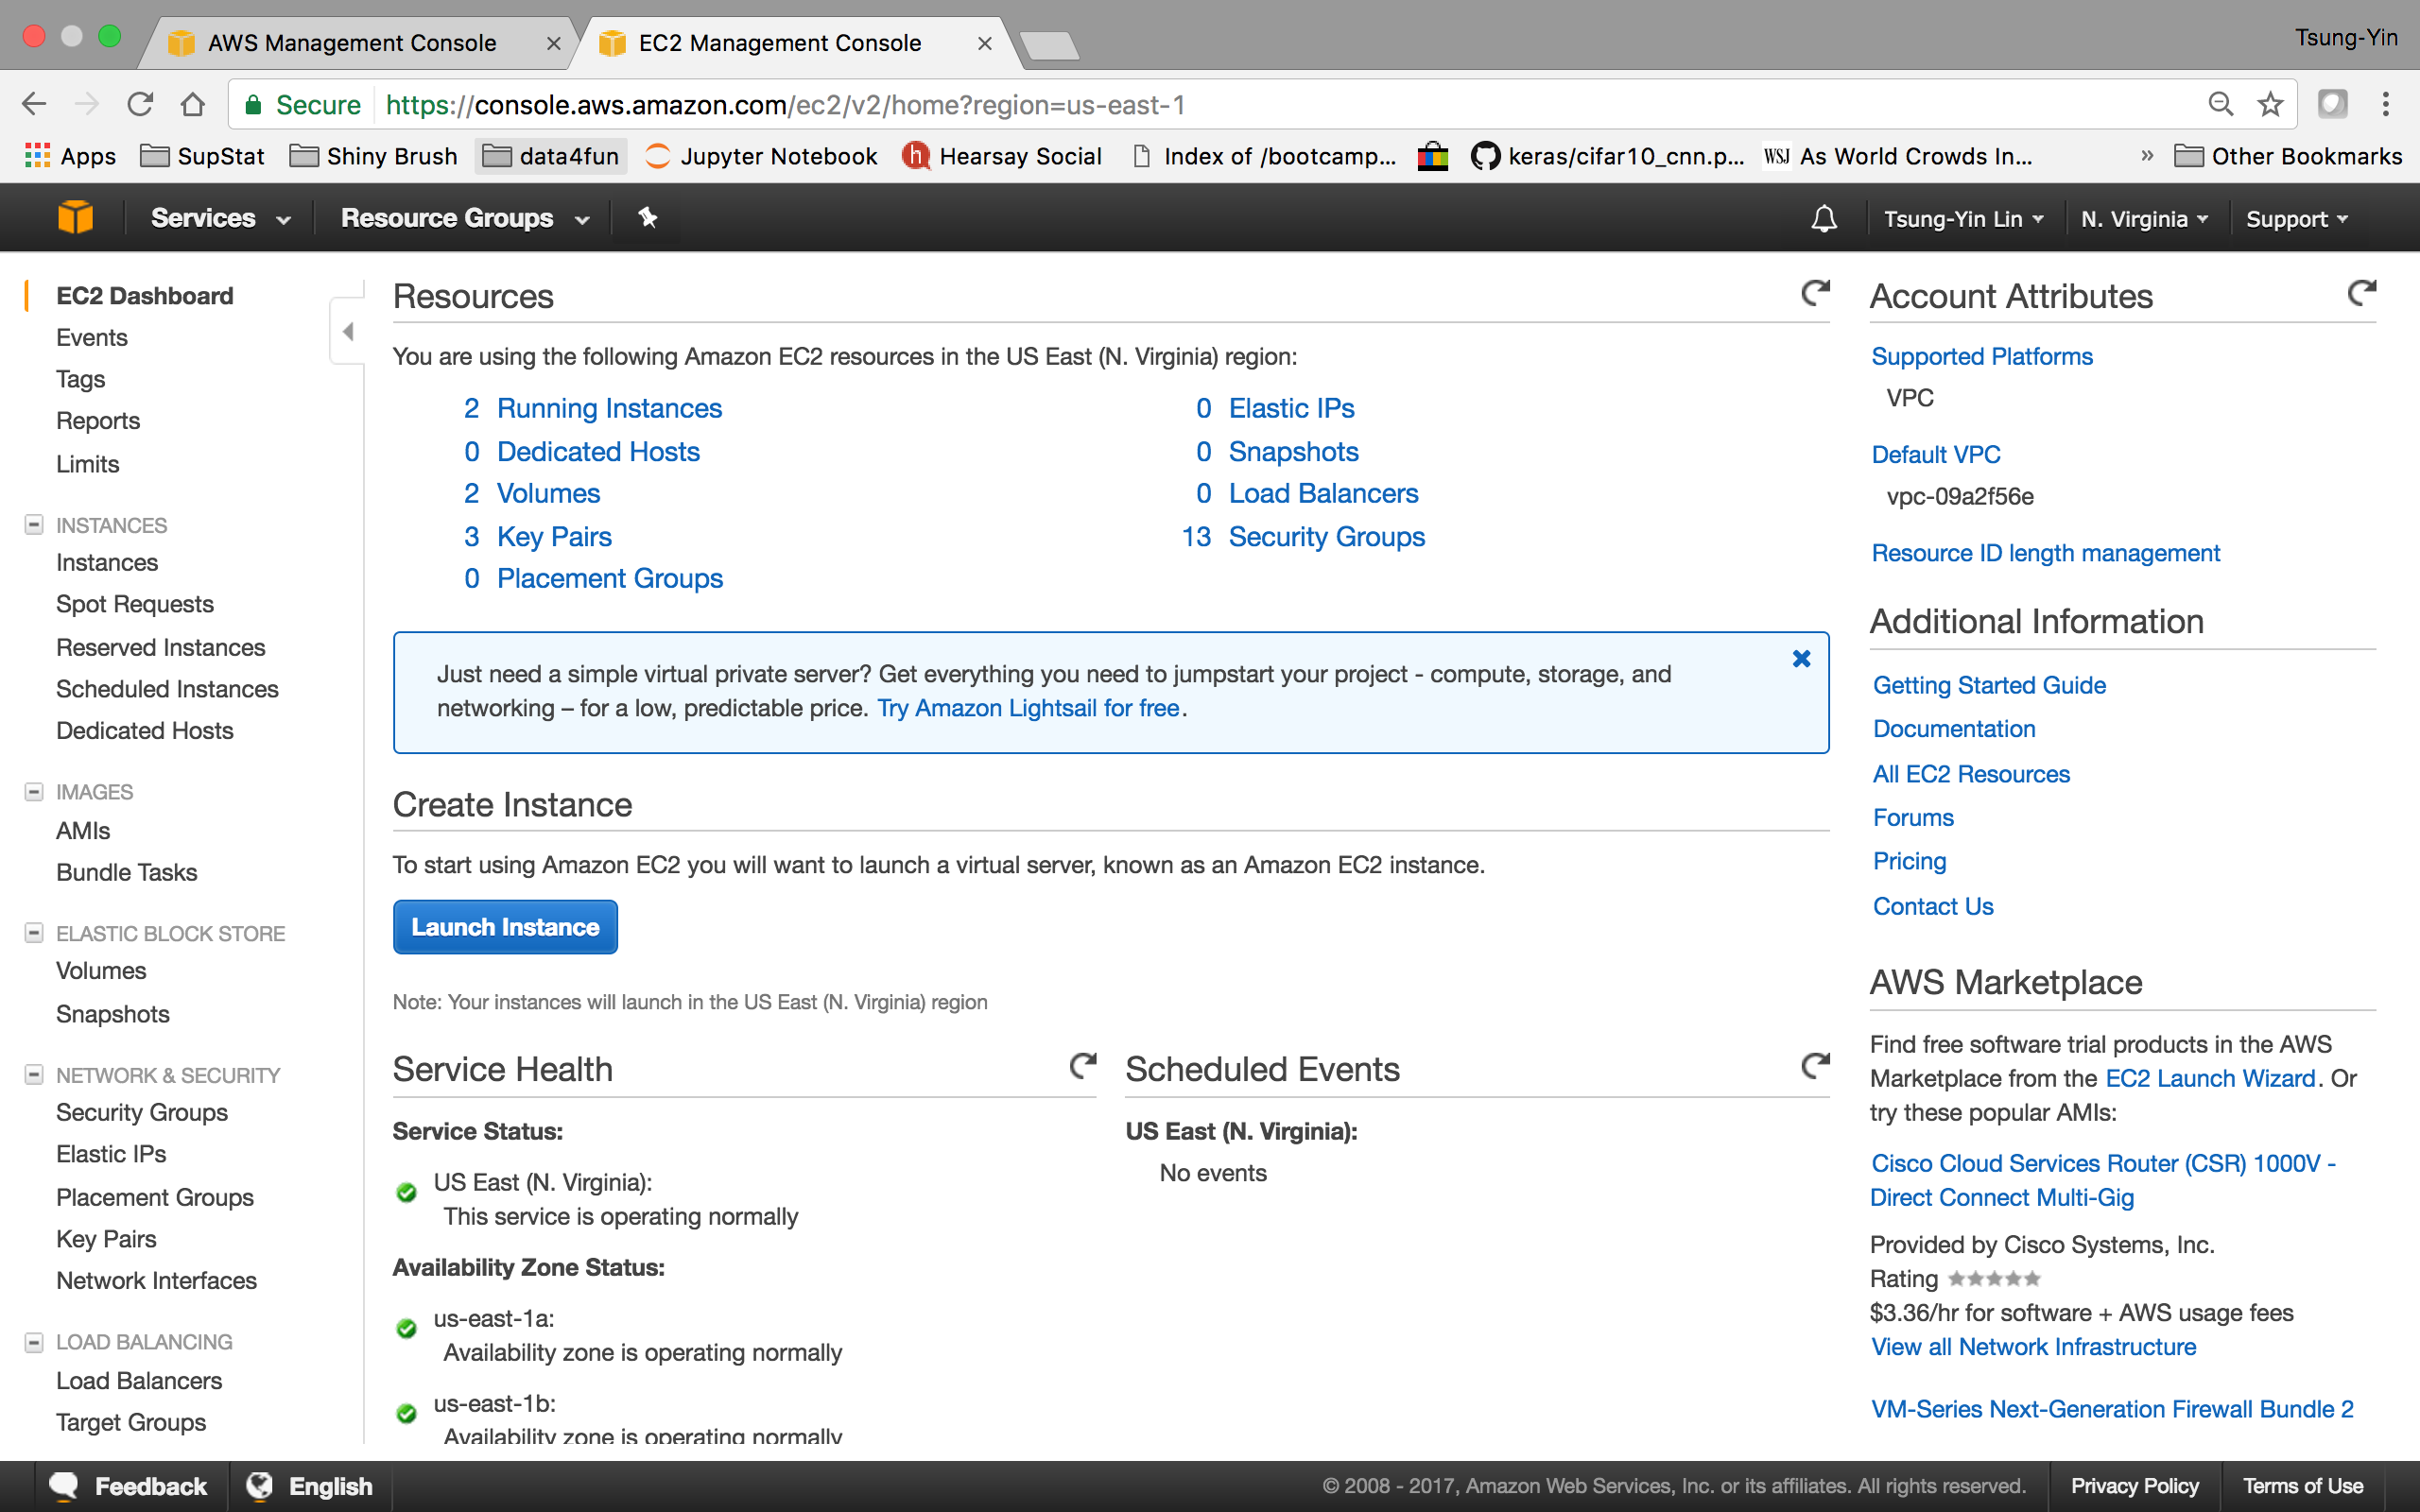 AWS Management Console
EC2 Management Console
Tsung-Yin
Secure https://console.aws.amazon.com/ec2/v2/home?region=us-east-1
Apps SupStat Shiny Brush data4fun Jupyter Notebook Hearsay Social Index of /bootcamp... keras/cifar10_cnn.p... WSJ As World Crowds In... » Other Bookmarks
Services Resource Groups Tsung-Yin Lin N. Virginia Support
EC2 Dashboard
Events
Tags
Reports
Limits
INSTANCES
Instances
Spot Requests
Reserved Instances
Scheduled Instances
Dedicated Hosts
IMAGES
AMIs
Bundle Tasks
ELASTIC BLOCK STORE
Volumes
Snapshots
NETWORK & SECURITY
Security Groups
Elastic IPs
Placement Groups
Key Pairs
Network Interfaces
LOAD BALANCING
Load Balancers
Target Groups
Resources
You are using the following Amazon EC2 resources in the US East (N. Virginia) region:
2 Running Instances
0 Dedicated Hosts
2 Volumes
3 Key Pairs
0 Placement Groups
0 Elastic IPs
0 Snapshots
0 Load Balancers
13 Security Groups
Just need a simple virtual private server? Get everything you need to jumpstart your project - compute, storage, and
networking – for a low, predictable price. Try Amazon Lightsail for free.
Create Instance
To start using Amazon EC2 you will want to launch a virtual server, known as an Amazon EC2 instance.
Launch Instance
Note: Your instances will launch in the US East (N. Virginia) region
Service Health
Service Status:
US East (N. Virginia):
This service is operating normally
Availability Zone Status:
us-east-1a:
Availability zone is operating normally
us-east-1b:
Availability zone is operating normally
Scheduled Events
US East (N. Virginia):
No events
Account Attributes
Supported Platforms
VPC
Default VPC
vpc-09a2f56e
Resource ID length management
Additional Information
Getting Started Guide
Documentation
All EC2 Resources
Forums
Pricing
Contact Us
AWS Marketplace
Find free software trial products in the AWS
Marketplace from the EC2 Launch Wizard. Or
try these popular AMIs:
Cisco Cloud Services Router (CSR) 1000V -
Direct Connect Multi-Gig
Provided by Cisco Systems, Inc.
Rating
$3.36/hr for software + AWS usage fees
View all Network Infrastructure
VM-Series Next-Generation Firewall Bundle 2
Feedback English © 2008 - 2017, Amazon Web Services, Inc. or its affiliates. All rights reserved. Privacy Policy Terms of Use